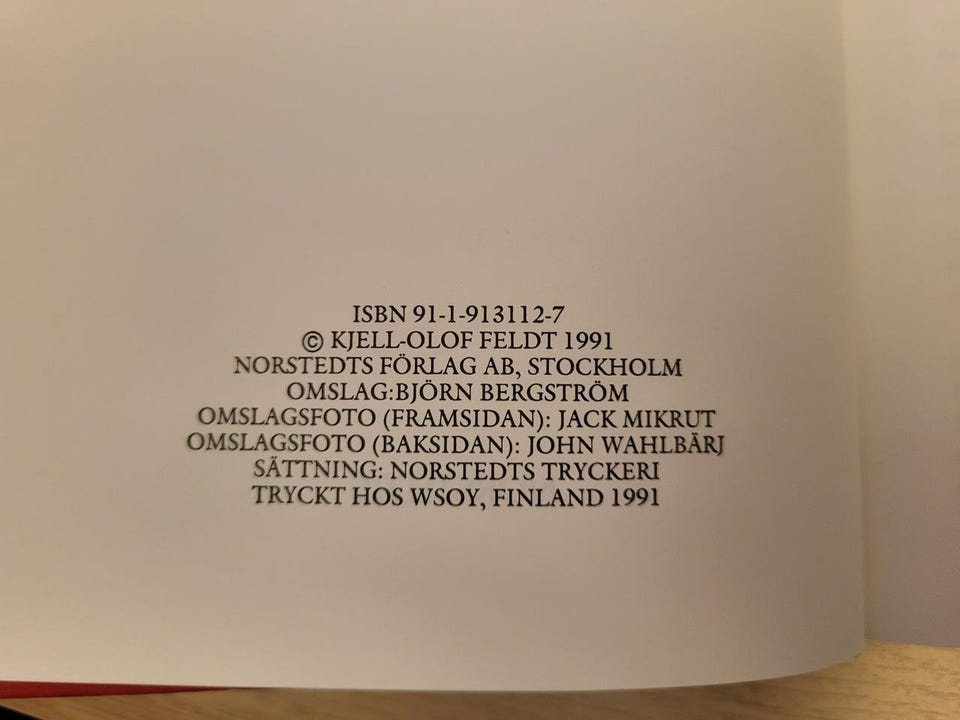 ISBN 91-1-913112-7
© KJELL-OLOF FELDT 1991
NORSTEDTS FÖRLAG AB, STOCKHOLM
OMSLAG:BJÖRN BERGSTRÖM
OMSLAGSFOTO (FRAMSIDAN): JACK MIKRUT
OMSLAGSFOTO (BAKSIDAN): JOHN WAHLBÄRJ
SÄTTNING: NORSTEDTS TRYCKERI
TRYCKT HOS WSOY, FINLAND 1991